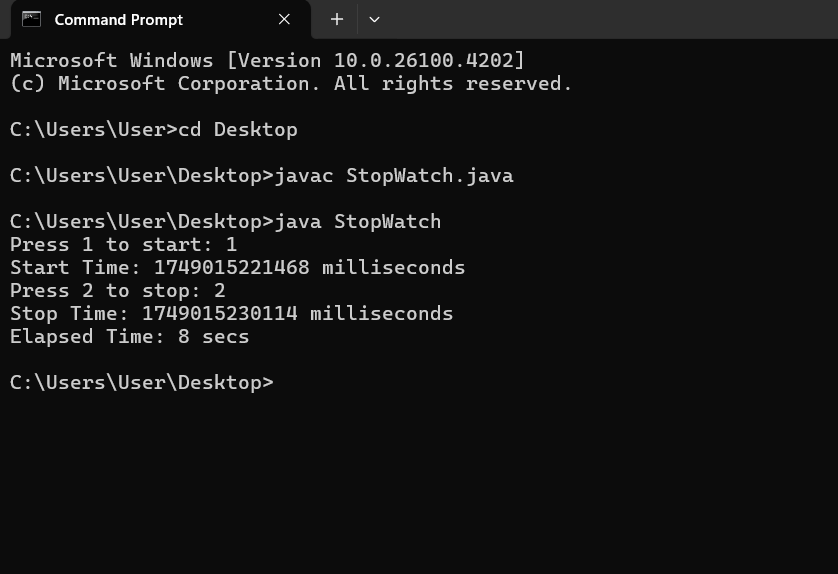 Command Prompt
Microsoft Windows [Version 10.0.26100.4202]
(c) Microsoft Corporation. All rights reserved.
C:\Users\User>cd Desktop
C:\Users\User\Desktop>javac StopWatch.java
C:\Users\User\Desktop>java StopWatch
Press 1 to start: 1
Start Time: 1749015221468 milliseconds
Press 2 to stop: 2
Stop Time: 1749015230114 milliseconds
Elapsed Time: 8 secs
C:\Users\User\Desktop>